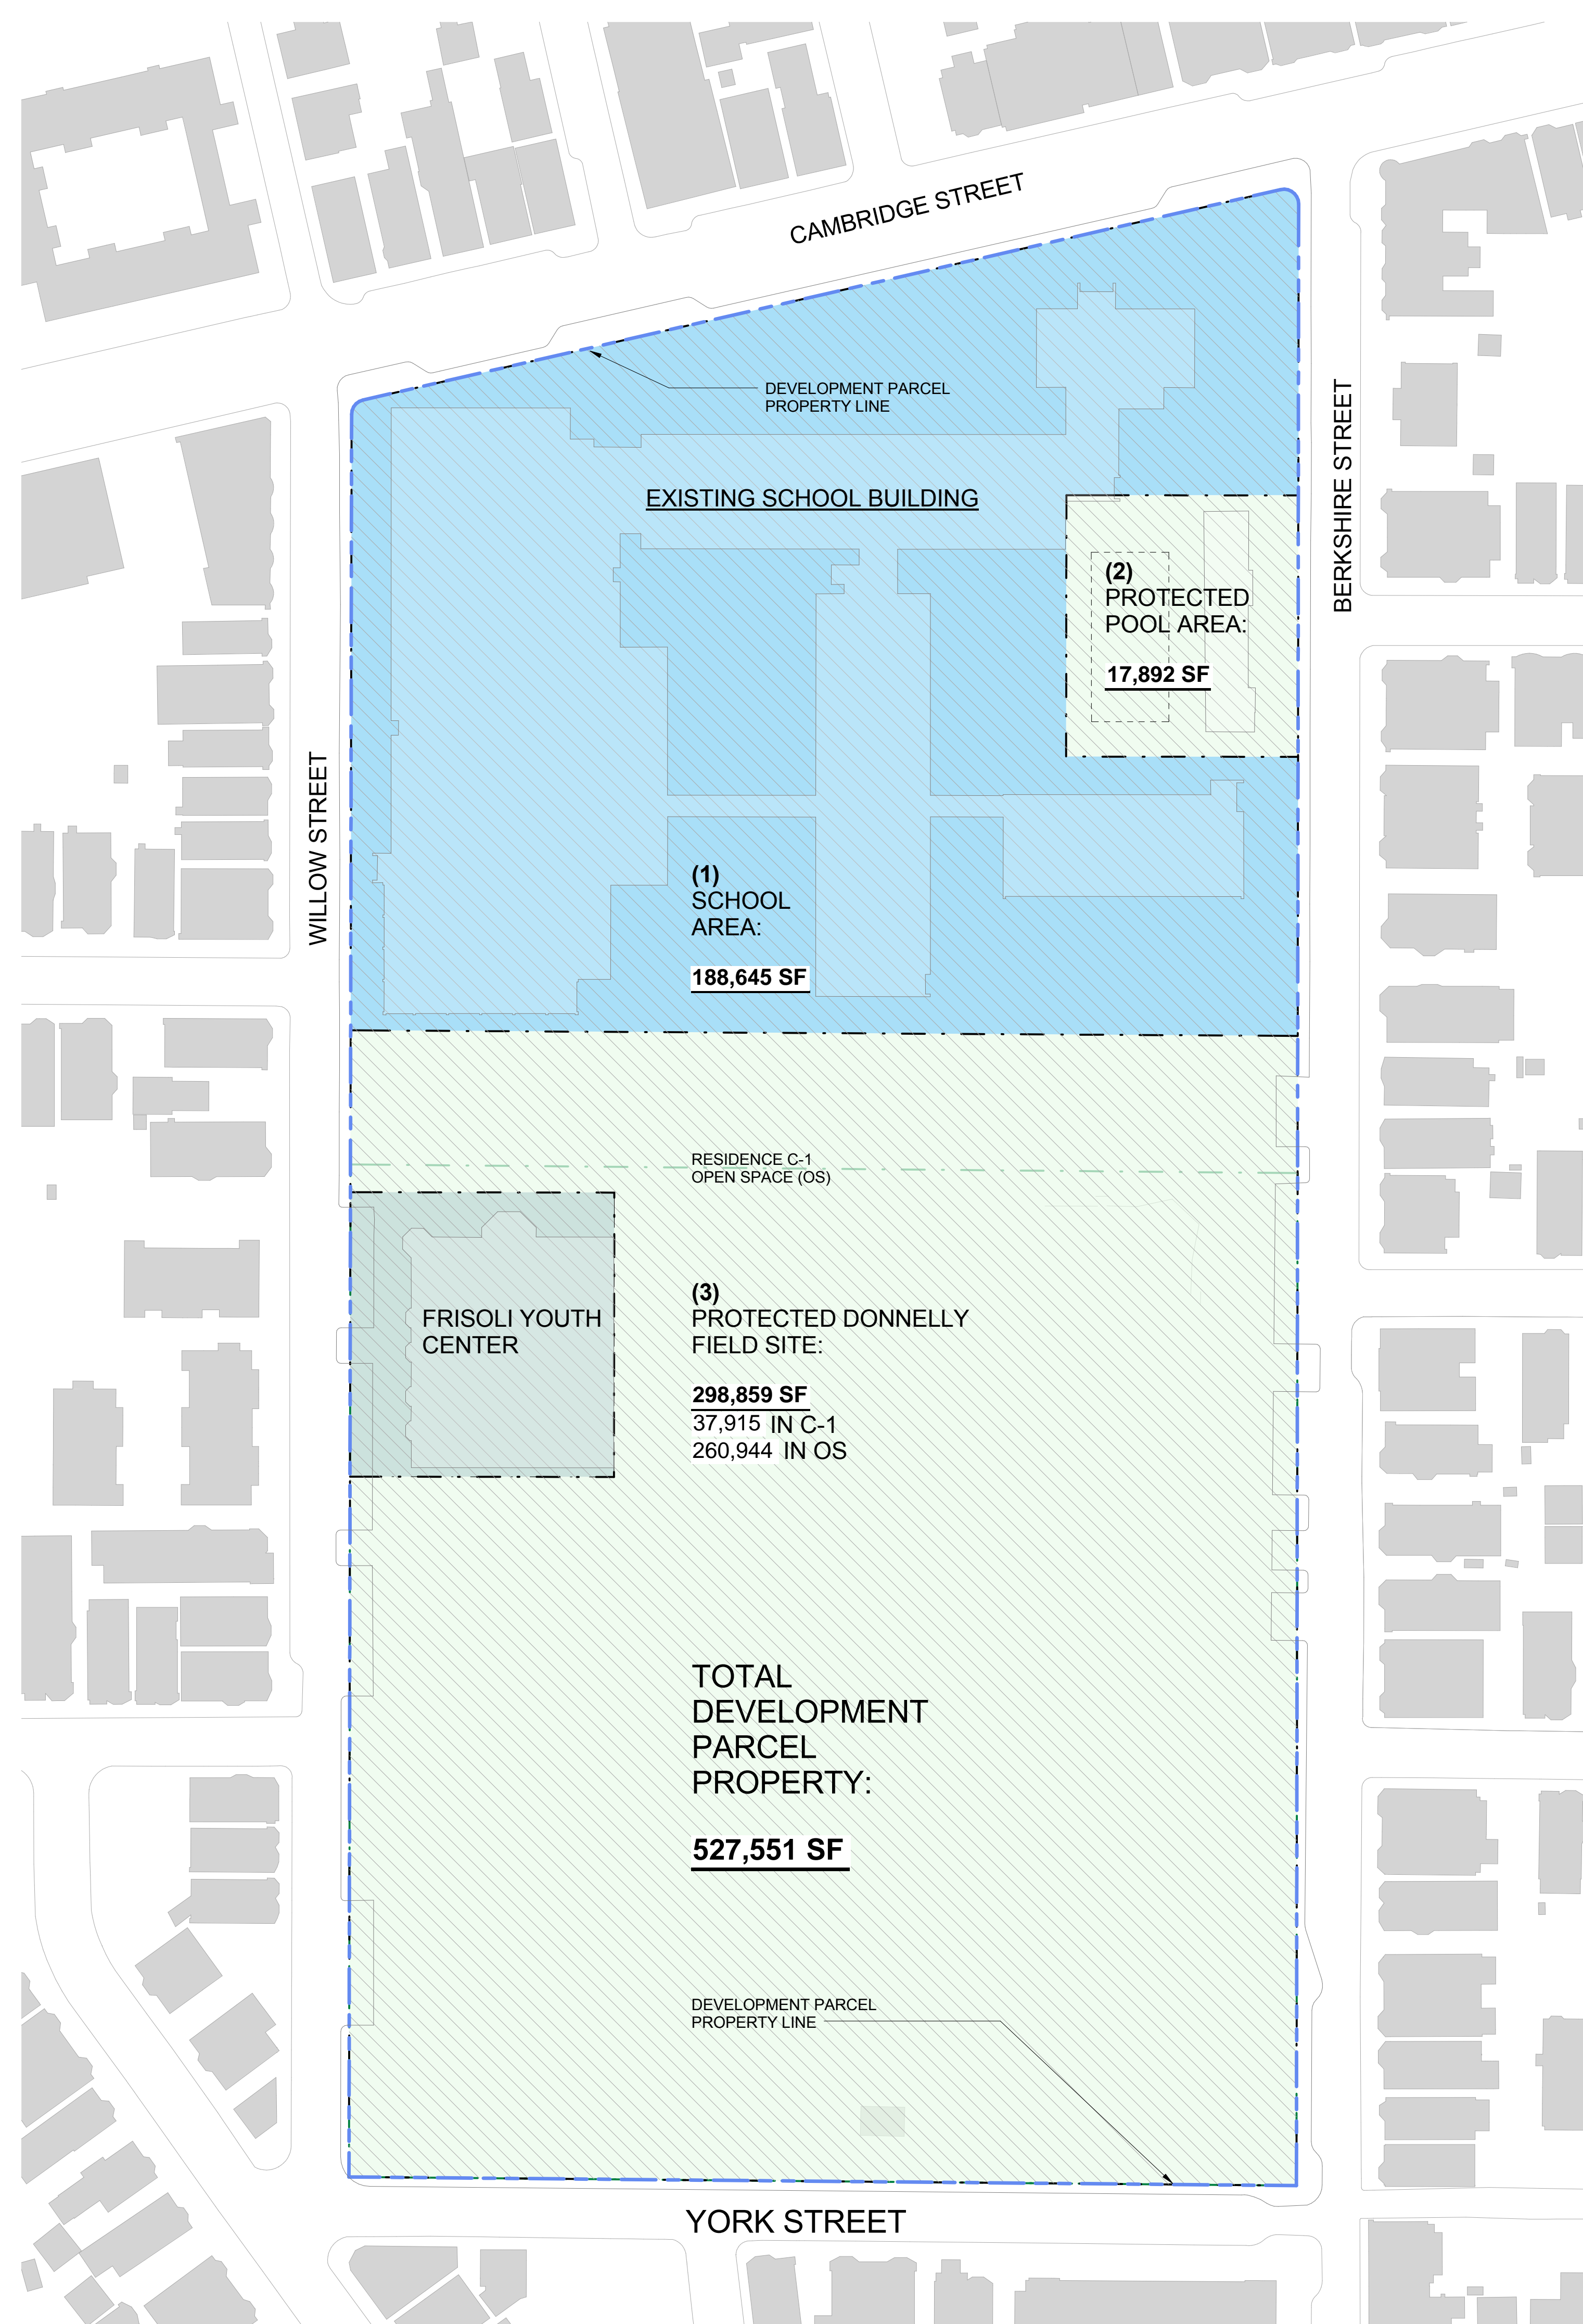 CAMBRIDGE STREET
DEVELOPMENT PARCEL
PROPERTY LINE
BERKSHIRE STREET
EXISTING SCHOOL BUILDING
(2)
PROTECTED
POOL AREA:
17,892 SF
WILLOW STREET
(1)
SCHOOL
AREA:
188,645 SF
RESIDENCE C-1
OPEN SPACE (OS)
FRISOLI YOUTH
CENTER
(3)
PROTECTED DONNELLY
FIELD SITE:
298,859 SF
37,915 IN C-1
260,944 IN OS
TOTAL
DEVELOPMENT
PARCEL
PROPERTY:
527,551 SF
DEVELOPMENT PARCEL
PROPERTY LINE
YORK STREET